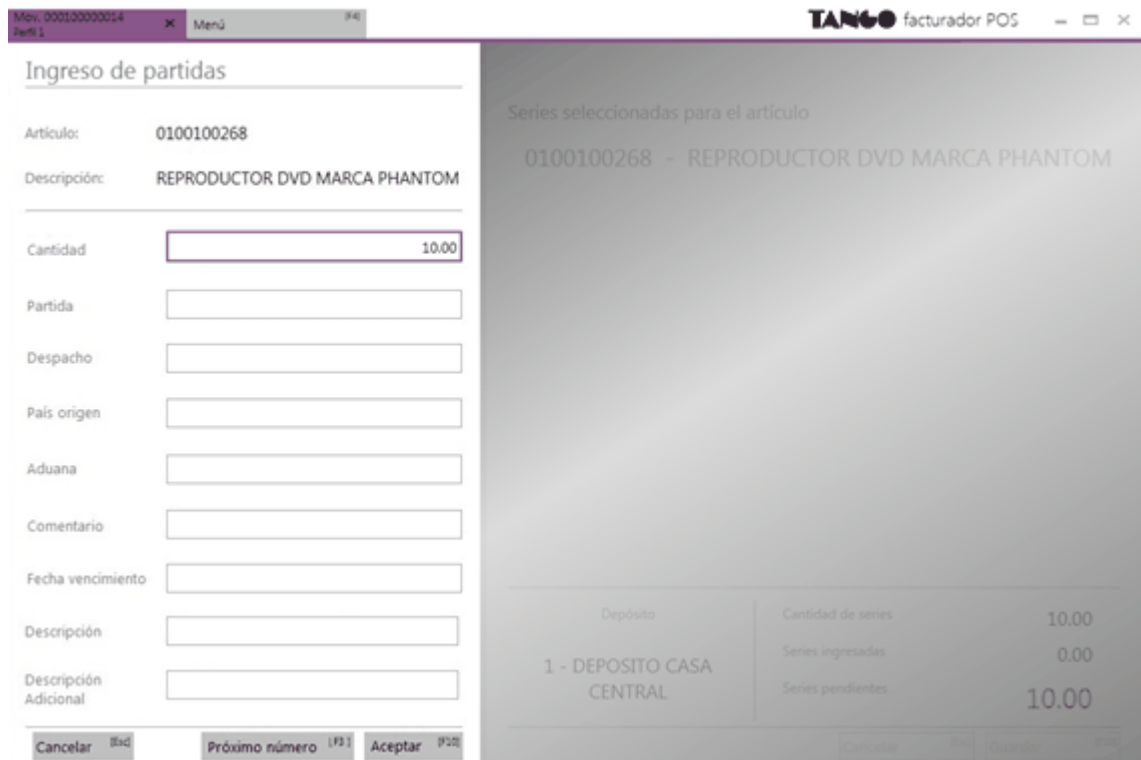 Mov. 000100000014
Perfil 1
Menú [F4]
TANGO facturador POS
Ingreso de partidas
Artículo: 0100100268
Descripción: REPRODUCTOR DVD MARCA PHANTOM
Cantidad 10.00
Partida
Despacho
País origen
Aduana
Comentario
Fecha vencimiento
Descripción
Descripción
Adicional
Cancelar [Esc]
Próximo número [F3]
Aceptar [F10]
Series seleccionadas para el artículo
0100100268 - REPRODUCTOR DVD MARCA PHANTOM
Depósito
1 - DEPOSITO CASA
CENTRAL
Cantidad de series 10.00
Series ingresadas 0.00
Series pendientes 10.00
Cancelar
Guardar